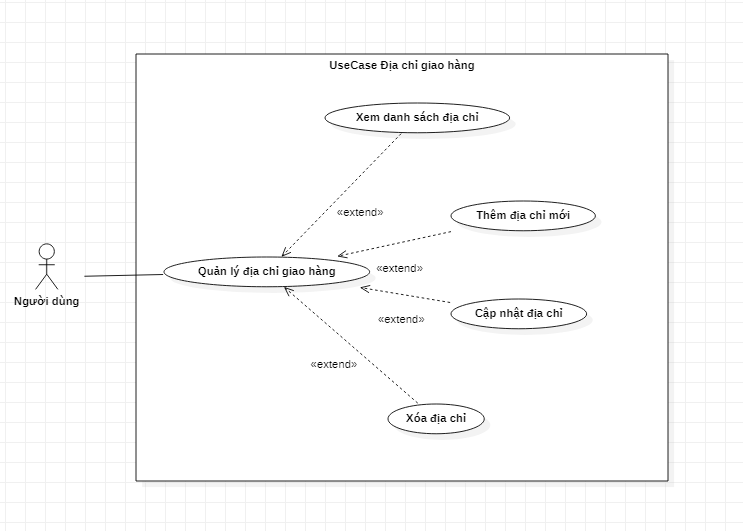 UseCase Địa chỉ giao hàng
Xem danh sách địa chỉ
«extend»
Thêm địa chỉ mới
«extend»
Quản lý địa chỉ giao hàng
Người dùng
Cập nhật địa chỉ
«extend»
«extend»
Xóa địa chỉ